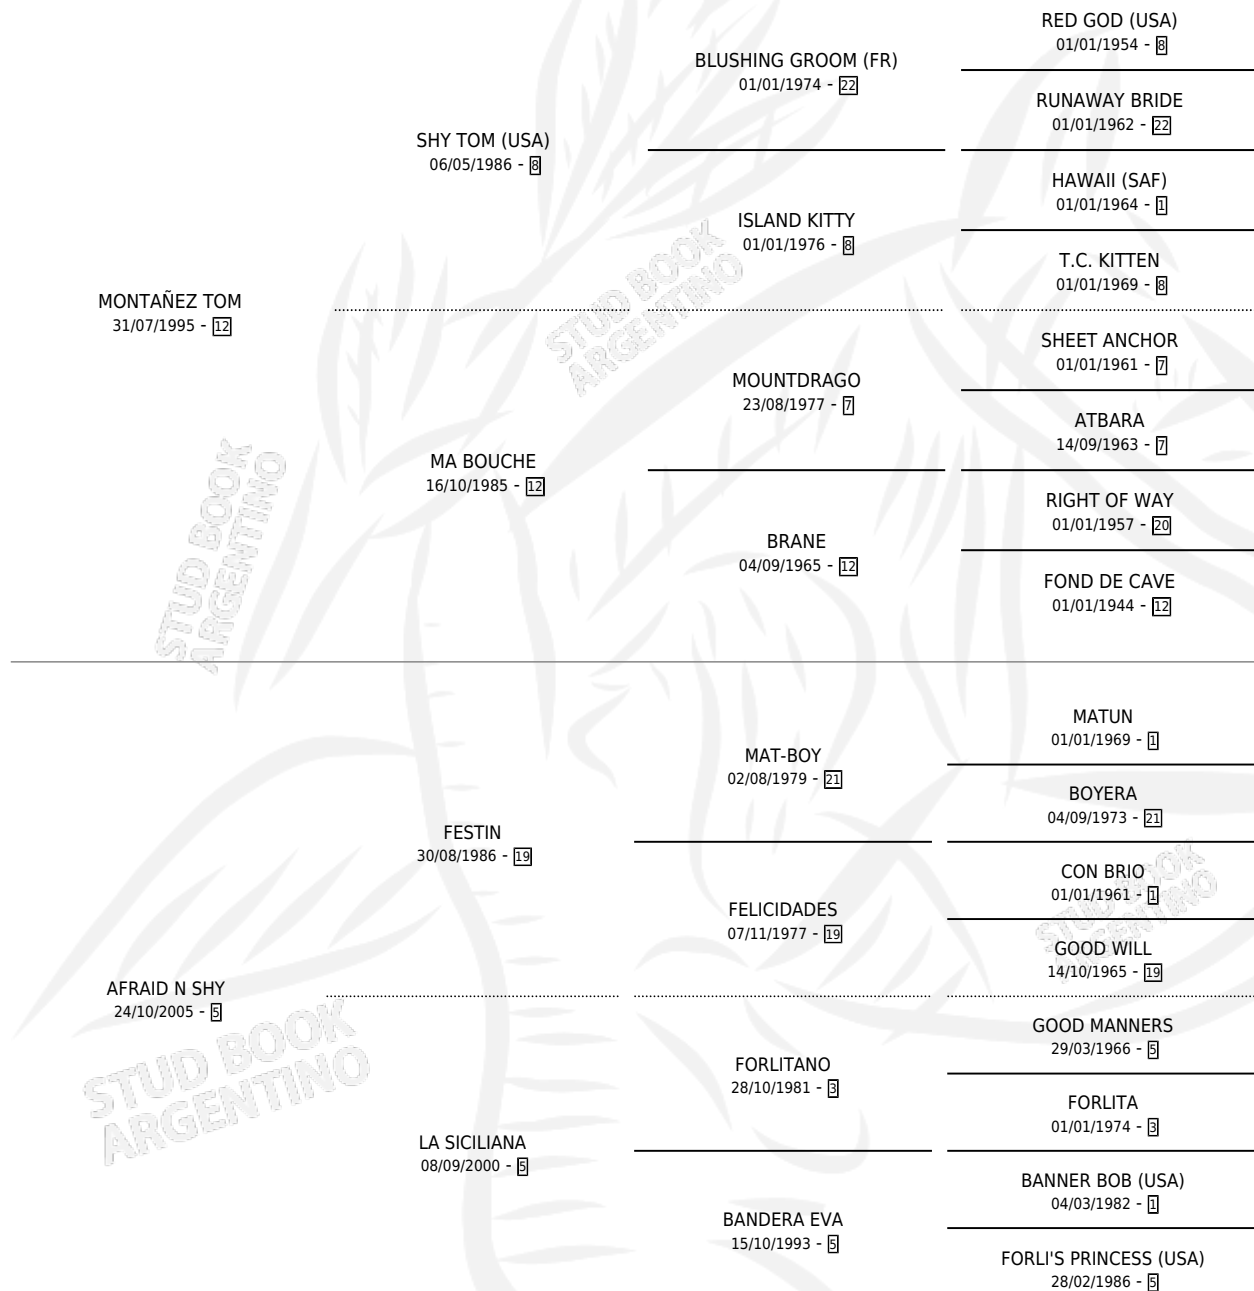 RED GOD (USA)
01/01/1954 - 8
BLUSHING GROOM (FR)
01/01/1974 - 22
RUNAWAY BRIDE
01/01/1962 - 22
SHY TOM (USA)
06/05/1986 - 8
HAWAII (SAF)
01/01/1964 - 1
ISLAND KITTY
01/01/1976 - 8
T.C. KITTEN
01/01/1969 - 8
MONTAÑEZ TOM
31/07/1995 - 12
SHEET ANCHOR
01/01/1961 - 7
MOUNTDRAGO
23/08/1977 - 7
ATBARA
14/09/1963 - 7
MA BOUCHE
16/10/1985 - 12
RIGHT OF WAY
01/01/1957 - 20
BRANE
04/09/1965 - 12
FOND DE CAVE
01/01/1944 - 12
MATUN
01/01/1969 - 1
MAT-BOY
02/08/1979 - 21
BOYERA
04/09/1973 - 21
FESTIN
30/08/1986 - 19
CON BRIO
01/01/1961 - 1
FELICIDADES
07/11/1977 - 19
GOOD WILL
14/10/1965 - 19
AFRAID N SHY
24/10/2005 - 5
GOOD MANNERS
29/03/1966 - 5
FORLITANO
28/10/1981 - 3
FORLITA
01/01/1974 - 3
LA SICILIANA
08/09/2000 - 5
BANNER BOB (USA)
04/03/1982 - 1
BANDERA EVA
15/10/1993 - 5
FORLI'S PRINCESS (USA)
28/02/1986 - 5
STUD BOOK
ARGENTINO
STUD BOOK
ARGENTINO
STUD BOOK
ARGENTINO
STUD BOOK
ARGENTINO